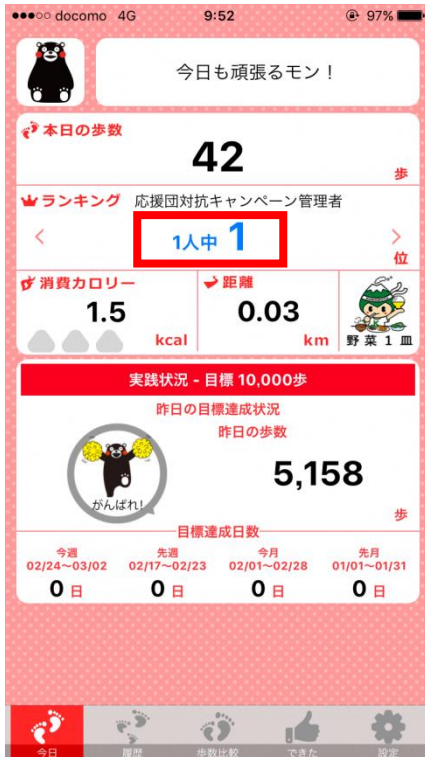 docomo 4G 9:52 97%
今日も頑張るモン！
本日の歩数
42
歩
ランキング 応援団対抗キャンペーン管理者
< 1人中 1 >
位
消費カロリー 距離
1.5 0.03
kcal km 野菜1皿
実践状況 - 目標 10,000歩
昨日の目標達成状況
昨日の歩数
5,158
がんばれ!
歩
目標達成日数
今週 先週 今月 先月
02/24〜03/02 02/17〜02/23 02/01〜02/28 01/01〜01/31
0 日 0 日 0 日 0 日
今日 履歴 歩数比較 できた 設定